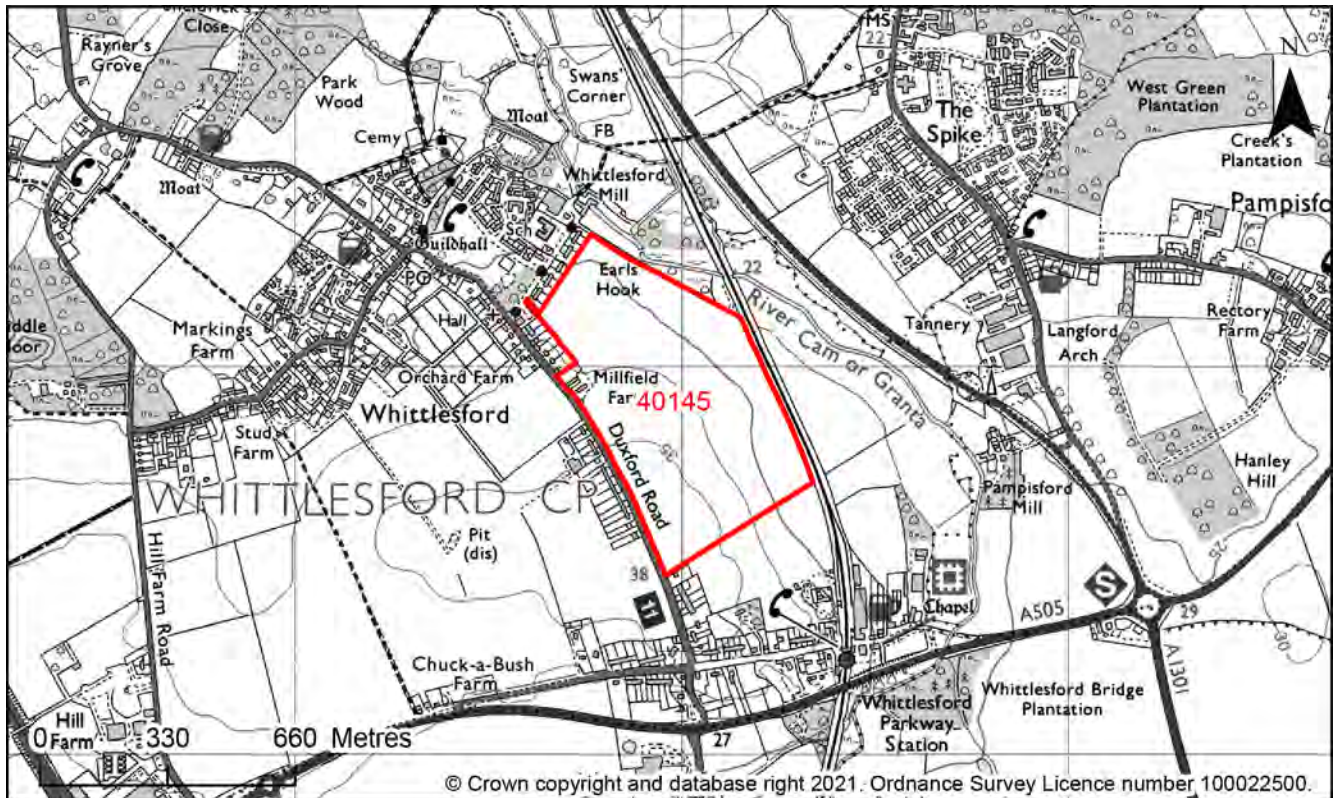 Close
Rayner's
Grove
Park
Wood
Cemy
Moat
Swans'
Corner
FB
MS
22
The
Spike
N
West Green
Plantation
Creek's
Plantation
Moat
Whittlesford
Mill
Guildhall
Sch
PO
Earls
Hook
22
River Cam or Granta
Tannery
Langford
Arch
Rectory
Farm
Markings
Farm
Hall
Orchard Farm
Millfield
40145
Whittlesford
Stud
Farm
Duxford Road
35
WHITTLESFORD CP
Pit
(dis)
Hill Farm Road
38
Pampisford
Mill
Hanley
Hill
25
Chapel
A505
S
29
30
A1301
Chuck-a-Bush
Farm
Hill
Farm
27
Whittlesford
Parkway
Station
Whittlesford Bridge
Plantation
0 330 660 Metres
© Crown copyright and database right 2021. Ordnance Survey Licence number 100022500.